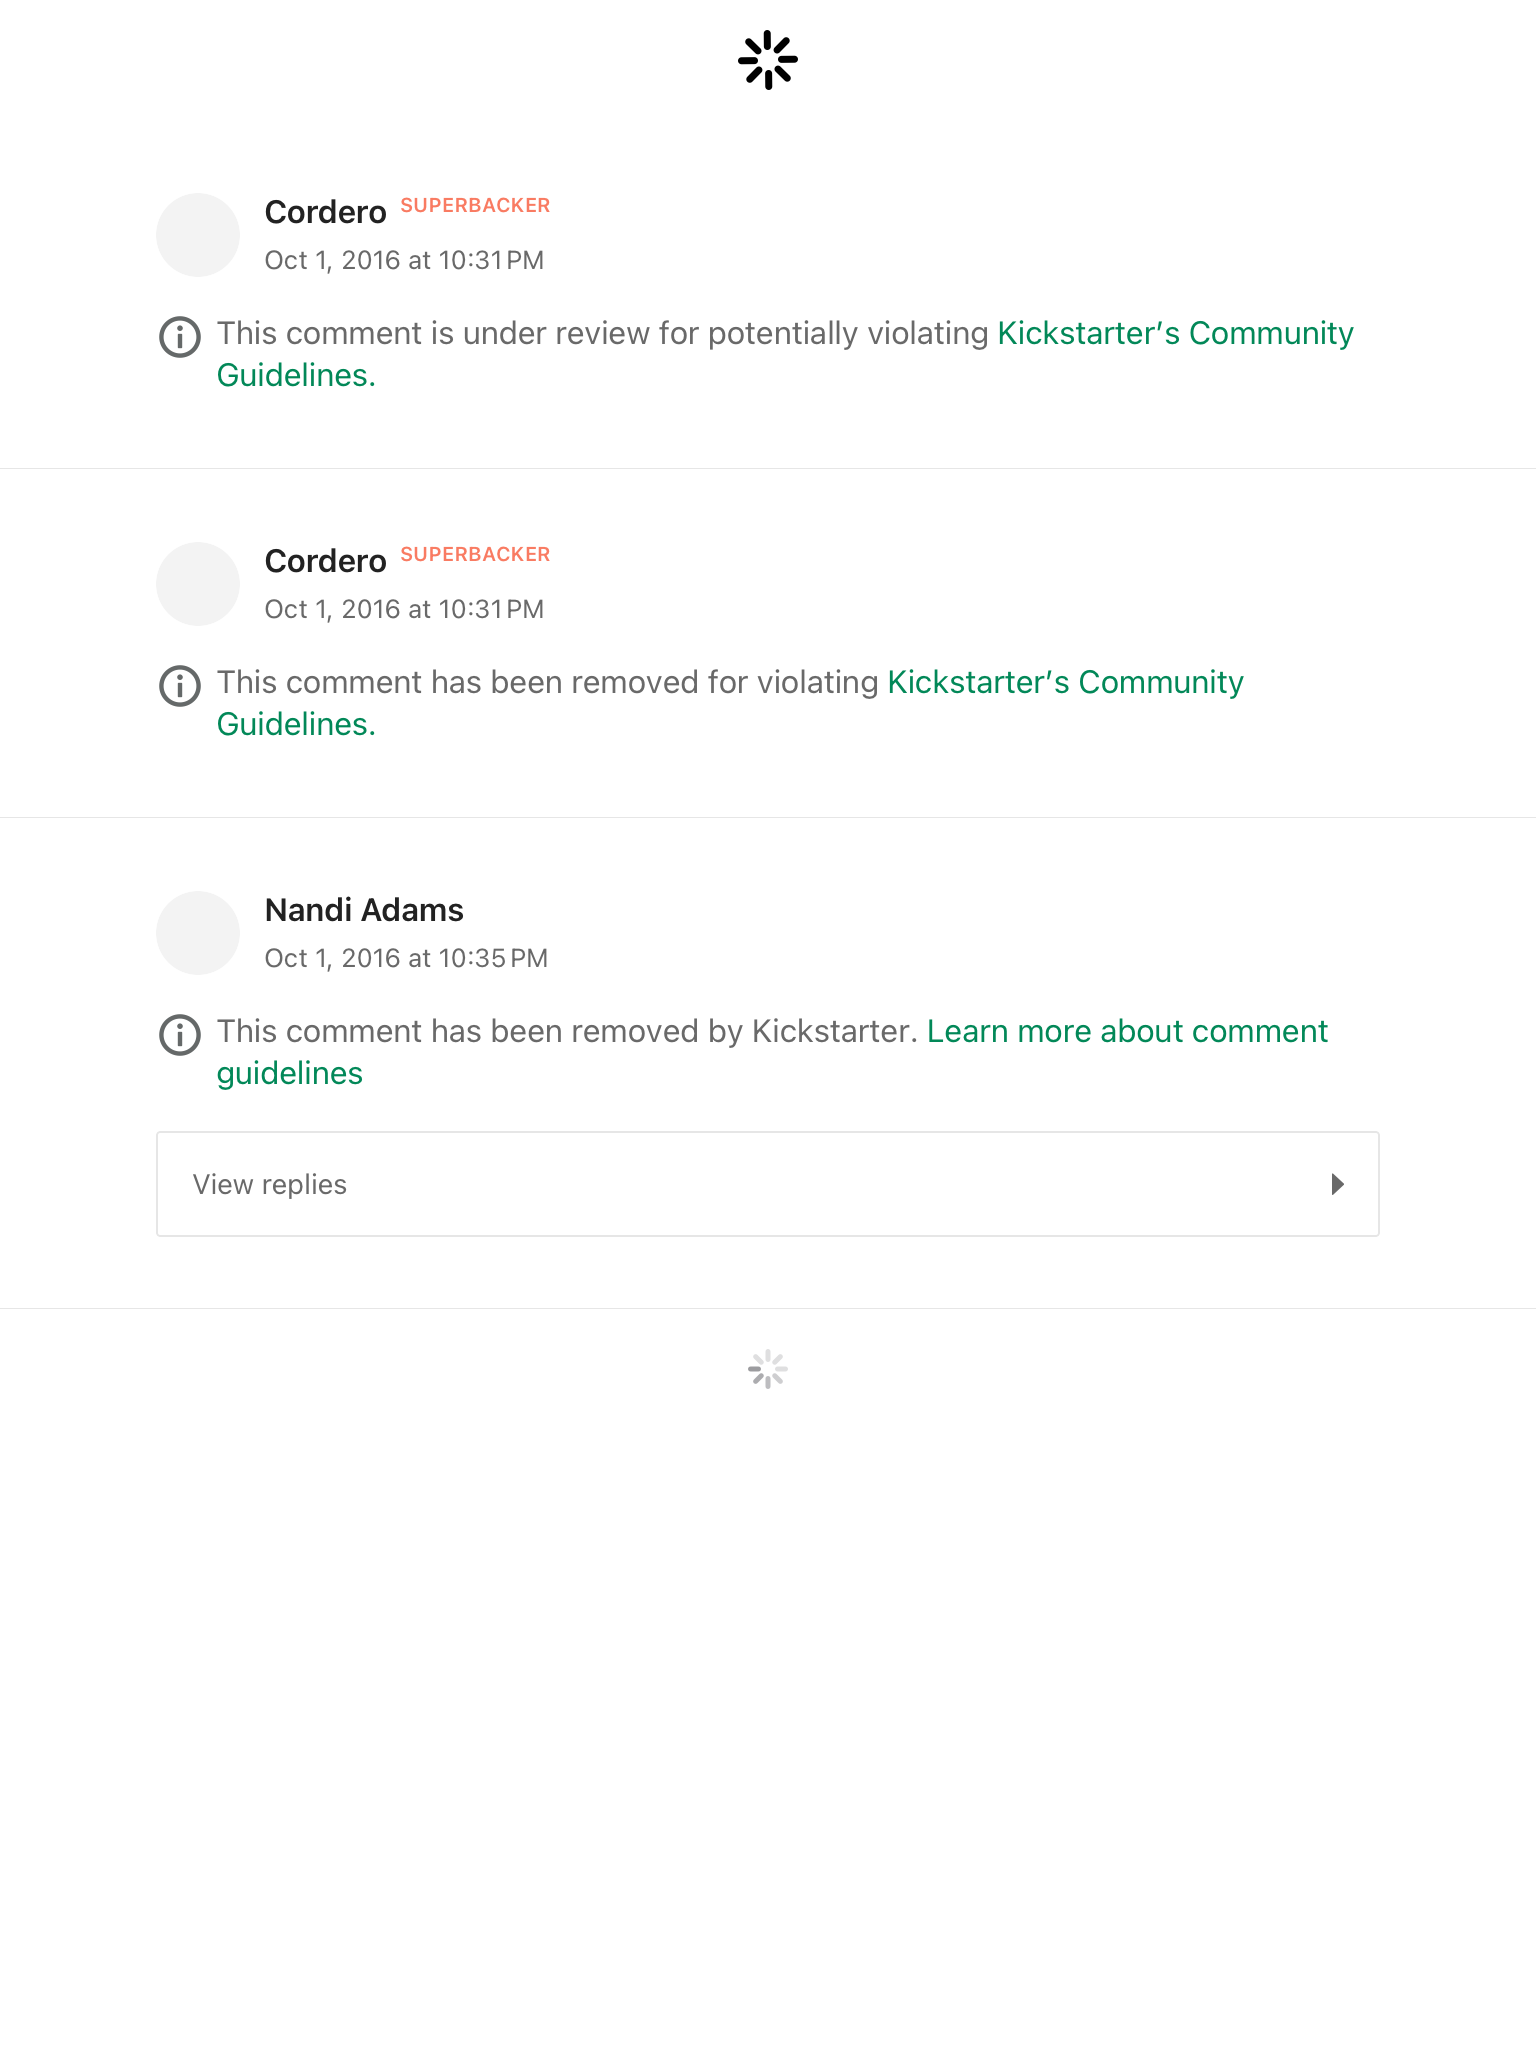 Cordero SUPERBACKER
Oct 1, 2016 at 10:31 PM
This comment is under review for potentially violating Kickstarter's Community
Guidelines.
Cordero SUPERBACKER
Oct 1, 2016 at 10:31 PM
This comment has been removed for violating Kickstarter's Community
Guidelines.
Nandi Adams
Oct 1, 2016 at 10:35 PM
This comment has been removed by Kickstarter. Learn more about comment
guidelines
View replies